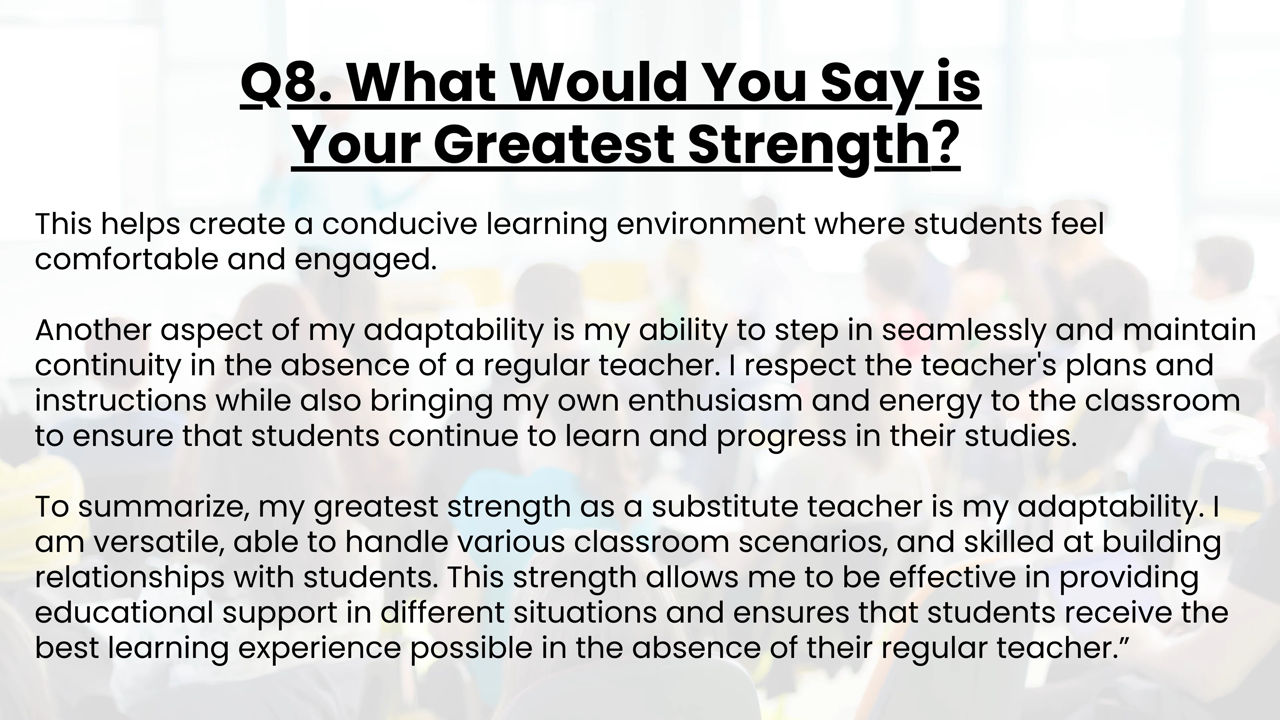 Q8. What Would You Say is
Your Greatest Strength?
This helps create a conducive learning environment where students feel
comfortable and engaged.
Another aspect of my adaptability is my ability to step in seamlessly and maintain
continuity in the absence of a regular teacher. I respect the teacher's plans and
instructions while also bringing my own enthusiasm and energy to the classroom
to ensure that students continue to learn and progress in their studies.
To summarize, my greatest strength as a substitute teacher is my adaptability. I
am versatile, able to handle various classroom scenarios, and skilled at building
relationships with students. This strength allows me to be effective in providing
educational support in different situations and ensures that students receive the
best learning experience possible in the absence of their regular teacher.”